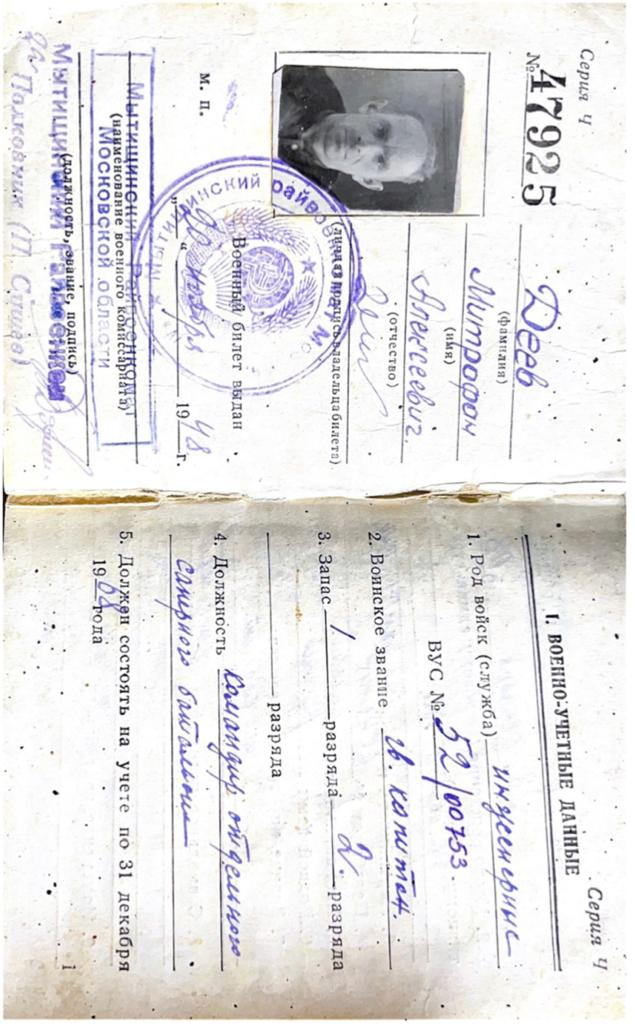 Серия Ч
№ 47925
Деев
(фамилия)
Митрофан
(имя)
Алексеевич.
(отчество)
(личная подпись владельца билета)
Военный билет выдан
„20“ ноября 1948 г.
м. п.
Мытищинский Райвоенкомат
(наименование военного комиссариата)
Московской области
Мытищинский
(должность, звание, подпись)
Полковник
Серия Ч
I. ВОЕННО-УЧЕТНЫЕ ДАННЫЕ
1. Род войск (служба) инженерные
ВУС № 52/00753
2. Воинское звание гв. капитан.
3. Запас 1 разряда 2. разряда
разряда
4. Должность Командир отдельного
саперного батальона
5. Должен состоять на учете по 31 декабря
19 года
1